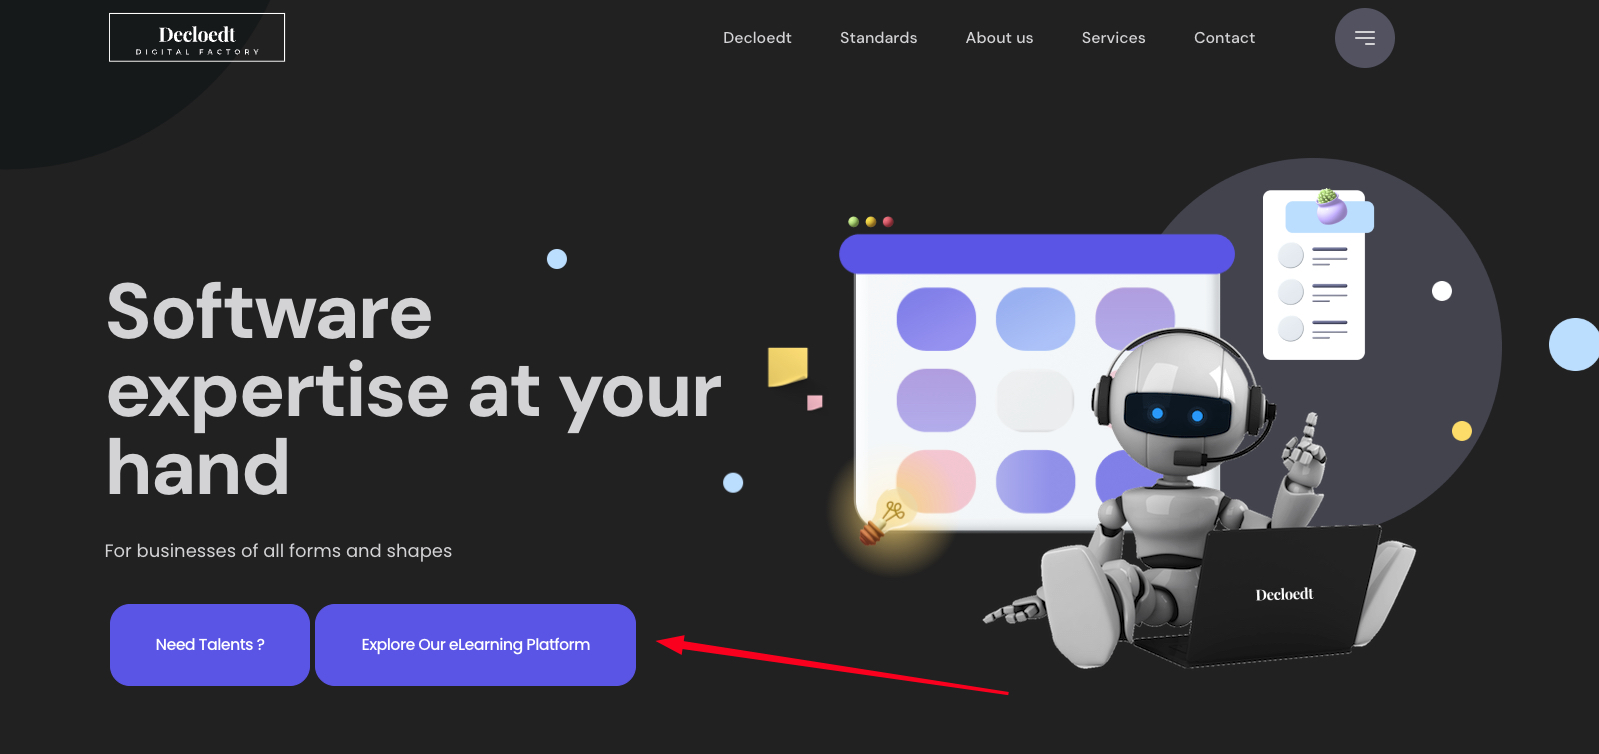 Decloedt
DIGITAL FACTORY
Decloedt Standards About us Services Contact
Software
expertise at your
hand
For businesses of all forms and shapes
Need Talents ? Explore Our eLearning Platform
Decloedt